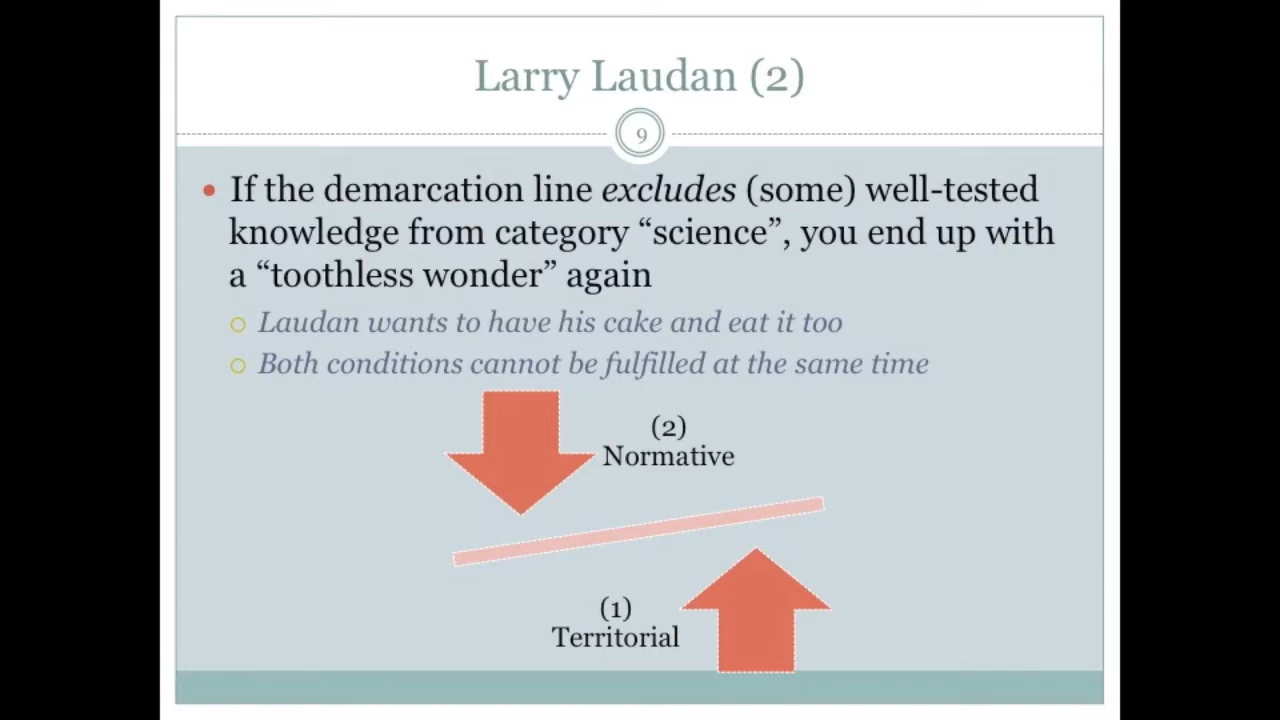 Larry Laudan (2)
9
• If the demarcation line excludes (some) well-tested
knowledge from category “science”, you end up with
a “toothless wonder” again
○ Laudan wants to have his cake and eat it too
○ Both conditions cannot be fulfilled at the same time
(2)
Normative
(1)
Territorial